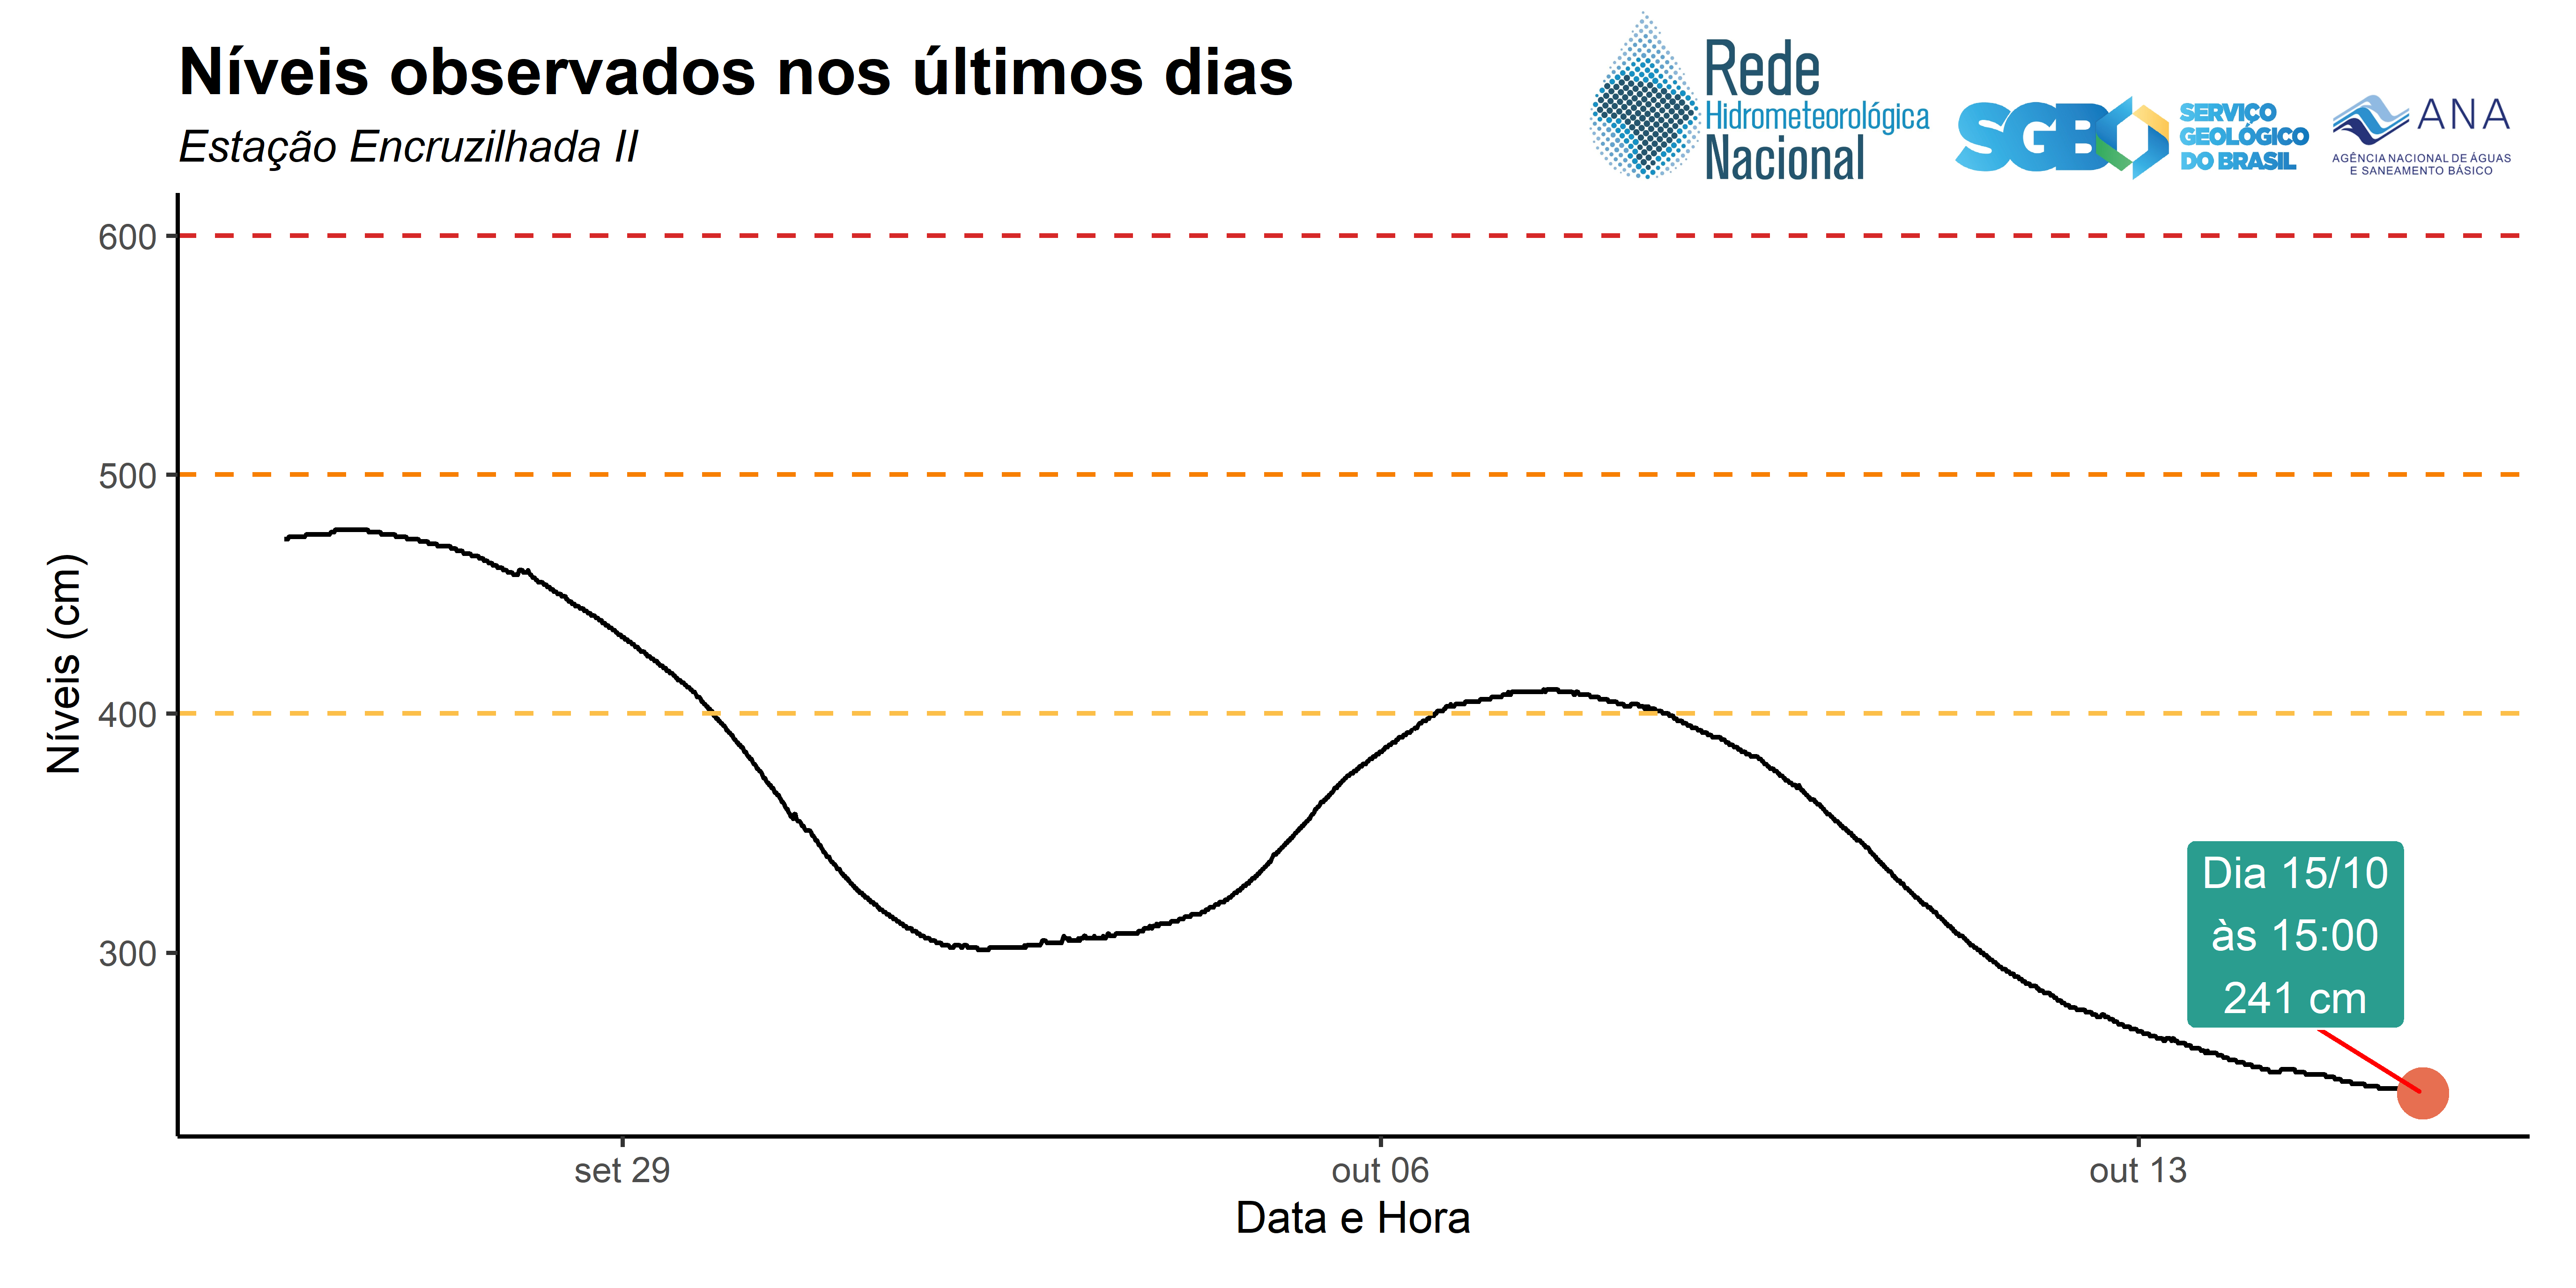 Níveis observados nos últimos dias
Estação Encruzilhada II
Rede
Hidrometeorológica
Nacional
SGB
SERVIÇO
GEOLÓGICO
DO BRASIL
ANA
AGÊNCIA NACIONAL DE ÁGUAS
E SANEAMENTO BÁSICO
Níveis (cm)
600
500
400
300
Dia 15/10
às 15:00
241 cm
set 29
out 06
out 13
Data e Hora